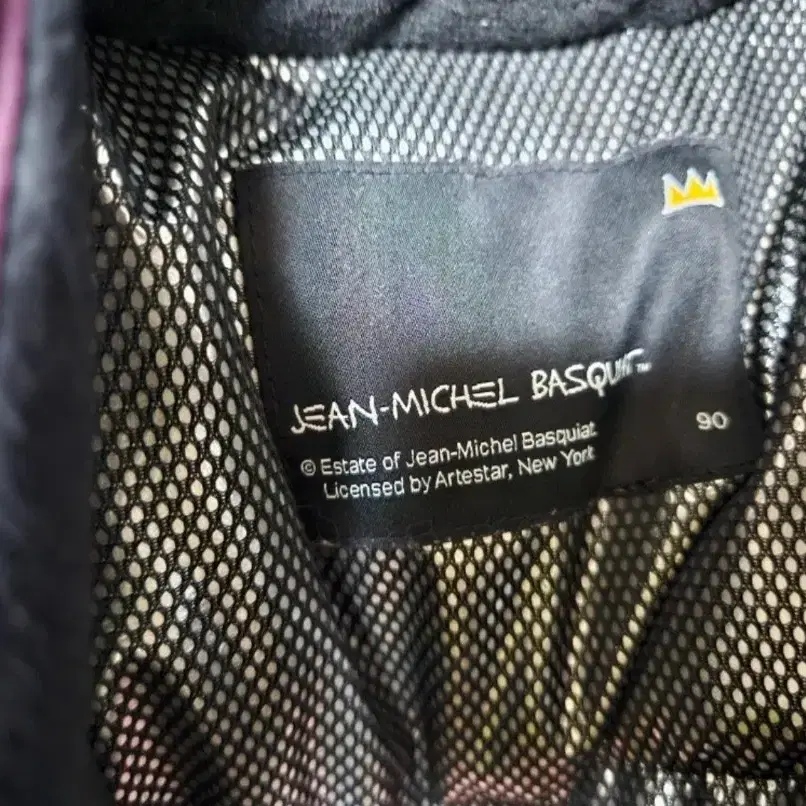 JEAN-MICHEL BASQUIAT™
90
© Estate of Jean-Michel Basquiat
Licensed by Artestar, New York